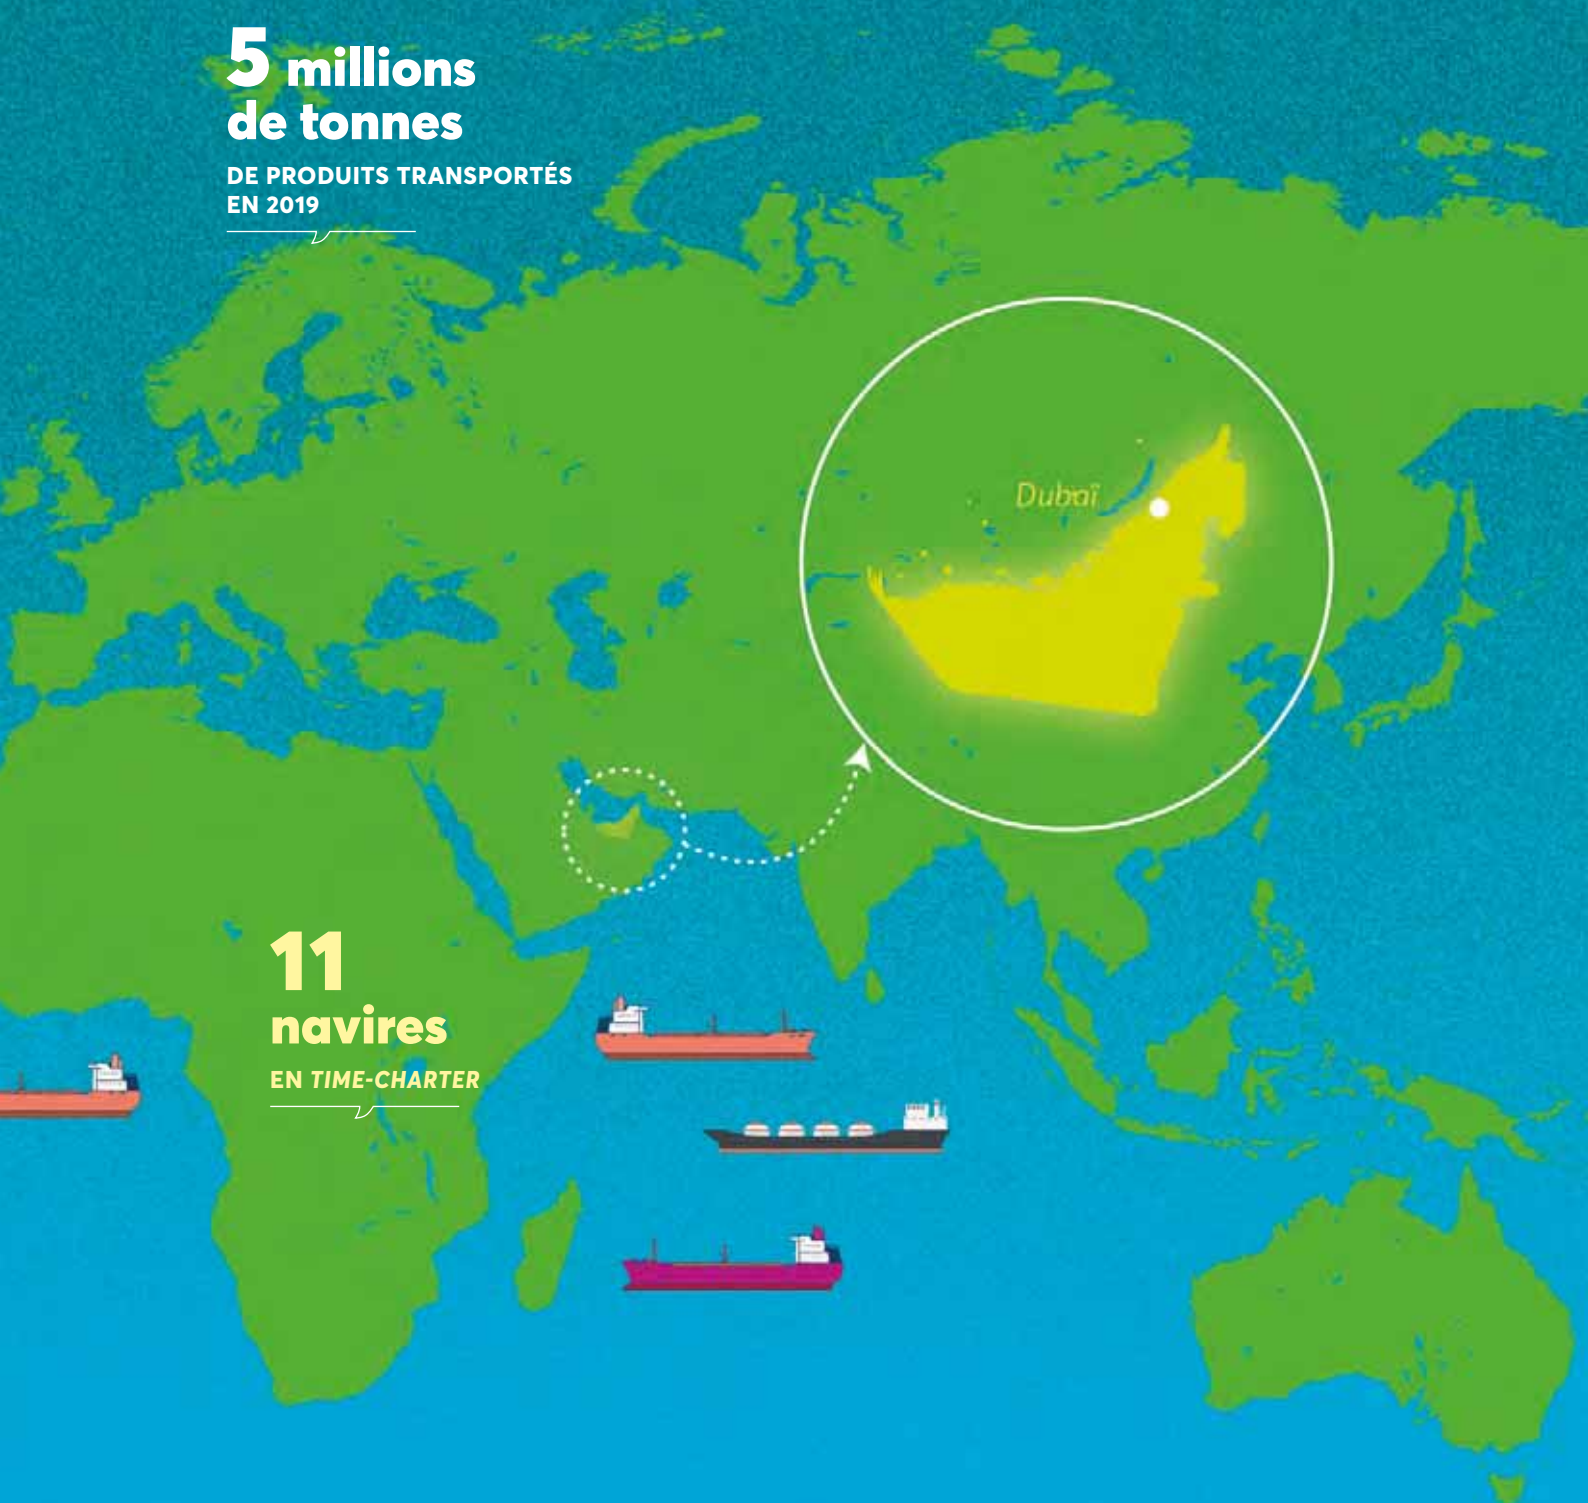 5 millions
de tonnes
DE PRODUITS TRANSPORTÉS
EN 2019
Dubaï
11
navires
EN TIME-CHARTER